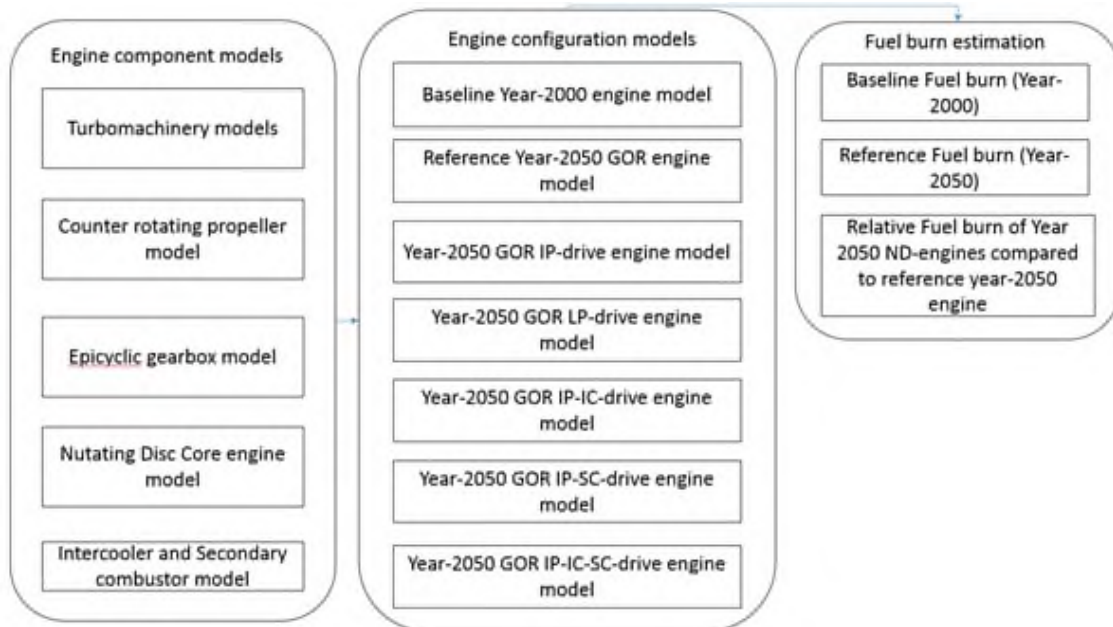 Engine component models
Turbomachinery models
Counter rotating propeller
model
Epicyclic gearbox model
Nutating Disc Core engine
model
Intercooler and Secondary
combustor model
Engine configuration models
Baseline Year-2000 engine model
Reference Year-2050 GOR engine
model
Year-2050 GOR IP-drive engine model
Year-2050 GOR LP-drive engine
model
Year-2050 GOR IP-IC-drive engine
model
Year-2050 GOR IP-SC-drive engine
model
Year-2050 GOR IP-IC-SC-drive engine
model
Fuel burn estimation
Baseline Fuel burn (Year-
2000)
Reference Fuel burn (Year-
2050)
Relative Fuel burn of Year
2050 ND-engines compared
to reference year-2050
engine